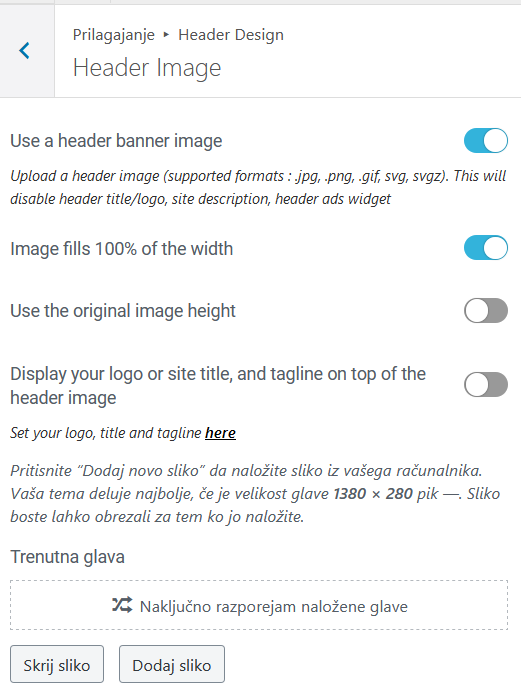 Prilagajanje ▸ Header Design
Header Image
Use a header banner image
Upload a header image (supported formats : .jpg, .png, .gif, svg, svgz). This will
disable header title/logo, site description, header ads widget
Image fills 100% of the width
Use the original image height
Display your logo or site title, and tagline on top of the
header image
Set your logo, title and tagline here
Pritisnite “Dodaj novo sliko” da naložite sliko iz vašega računalnika.
Vaša tema deluje najbolje, če je velikost glave 1380 × 280 pik —. Sliko
boste lahko obrezali za tem ko jo naložite.
Trenutna glava
Naključno razporejam naložene glave
Skrij sliko
Dodaj sliko